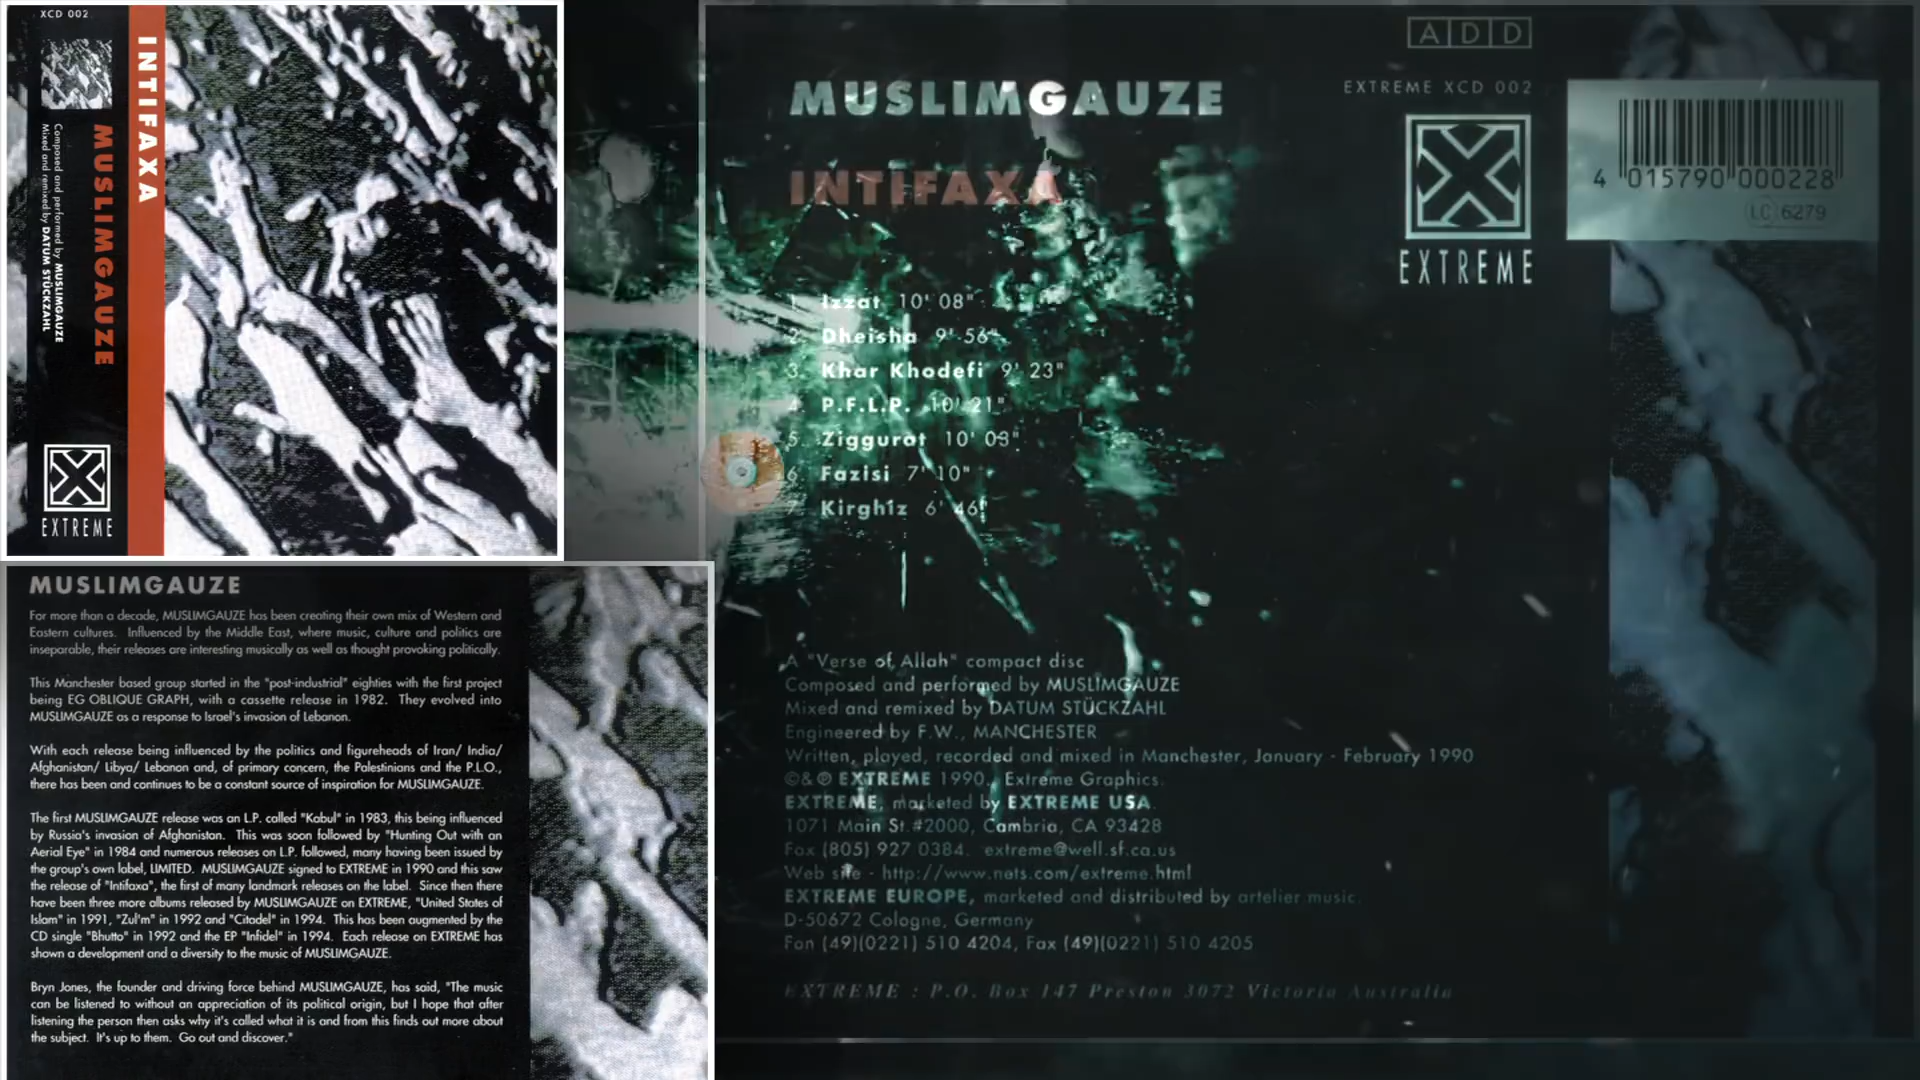 XCD 002
INTIFAXA
MUSLIMGAUZE
Composed and performed by MUSLIMGAUZE
Mixed and remixed by DATUM STÜCKZAHL
EXTREME
MUSLIMGAUZE
For more than a decade, MUSLIMGAUZE has been creating their own mix of Western and
Eastern cultures. Influenced by the Middle East, where music, culture and politics are
inseparable, their releases are interesting musically as well as thought provoking politically.
This Manchester based group started in the "post-industrial" eighties with the first project
being EG OBLIQUE GRAPH, with a cassette release in 1982. They evolved into
MUSLIMGAUZE as a response to Israel's invasion of Lebanon.
With each release being influenced by the politics and figureheads of Iran/ India/
Afghanistan/ Libya/ Lebanon and, of primary concern, the Palestinians and the P.L.O.,
there has been and continues to be a constant source of inspiration for MUSLIMGAUZE.
The first MUSLIMGAUZE release was an L.P. called "Kabul" in 1983, this being influenced
by Russia's invasion of Afghanistan. This was soon followed by "Hunting Out with an
Aerial Eye" in 1984 and numerous releases on L.P. followed, many having been issued by
the group's own label, LIMITED. MUSLIMGAUZE signed to EXTREME in 1990 and this saw
the release of "Intifaxa", the first of many landmark releases on the label. Since then there
have been three more albums released by MUSLIMGAUZE on EXTREME, "United States of
Islam" in 1991, "Zul'm" in 1992 and "Citadel" in 1994. This has been augmented by the
CD single "Bhutto" in 1992 and the EP "Infidel" in 1994. Each release on EXTREME has
shown a development and a diversity to the music of MUSLIMGAUZE.
Bryn Jones, the founder and driving force behind MUSLIMGAUZE, has said, "The music
can be listened to without an appreciation of its political origin, but I hope that after
listening the person then asks why it's called what it is and from this finds out more about
the subject. It's up to them. Go out and discover."
ADD
MUSLIMGAUZE
EXTREME XCD 002
INTIFAXA
4 015790 000228
LC 6279
EXTREME
1. Izzat 10' 08"
2. Dheisha 9' 56"
3. Khar Khodefi 9' 23"
4. P.F.L.P. 10' 21"
5. Ziggurat 10' 03"
6. Fazisi 7' 10"
7. Kirghiz 6' 46"
A "Verse of Allah" compact disc
Composed and performed by MUSLIMGAUZE
Mixed and remixed by DATUM STÜCKZAHL
Engineered by F.W., MANCHESTER
Written, played, recorded and mixed in Manchester, January - February 1990
©& ℗ EXTREME 1990. Extreme Graphics.
EXTREME, marketed by EXTREME USA.
1071 Main St.#2000, Cambria, CA 93428
Fax (805) 927 0384. extreme@well.sf.ca.us
Web site - http://www.nets.com/extreme.html
EXTREME EUROPE, marketed and distributed by artelier music.
D-50672 Cologne, Germany
Fon (49)(0221) 510 4204, Fax (49)(0221) 510 4205
EXTREME : P.O. Box 147 Preston 3072 Victoria Australia